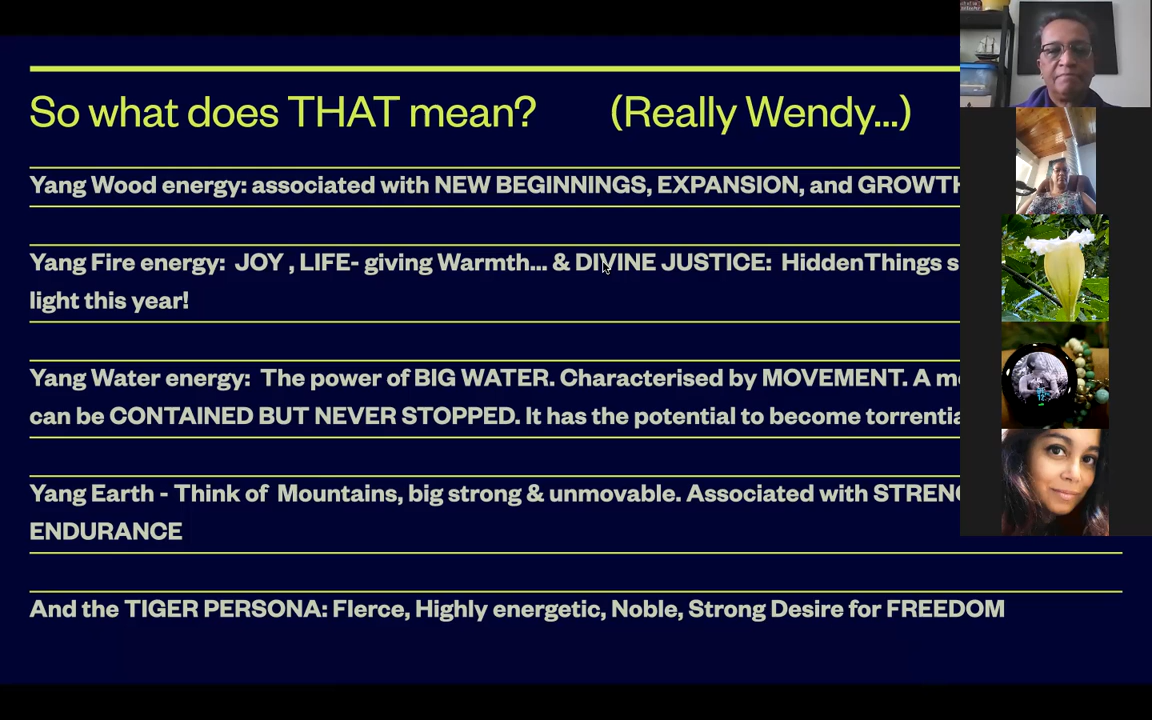 So what does THAT mean? (Really Wendy...)
Yang Wood energy: associated with NEW BEGINNINGS, EXPANSION, and GROWTH
Yang Fire energy: JOY , LIFE- giving Warmth... & DIVINE JUSTICE: HiddenThings
light this year!
Yang Water energy: The power of BIG WATER. Characterised by MOVEMENT. A
can be CONTAINED BUT NEVER STOPPED. It has the potential to become
Yang Earth - Think of Mountains, big strong & unmovable. Associated with
ENDURANCE
And the TIGER PERSONA: FIerce, Highly energetic, Noble, Strong Desire for FREEDOM